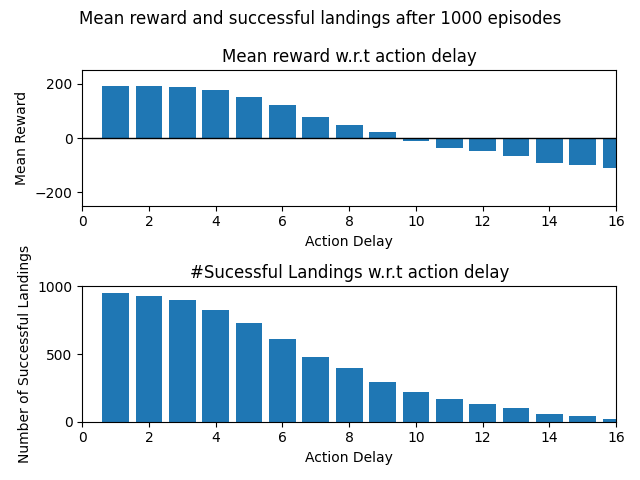 Mean reward and successful landings after 1000 episodes
Mean reward w.r.t action delay
Mean Reward
200
0
−200
0 2 4 6 8 10 12 14 16
Action Delay
#Sucessful Landings w.r.t action delay
Number of Successful Landings
1000
500
0
0 2 4 6 8 10 12 14 16
Action Delay